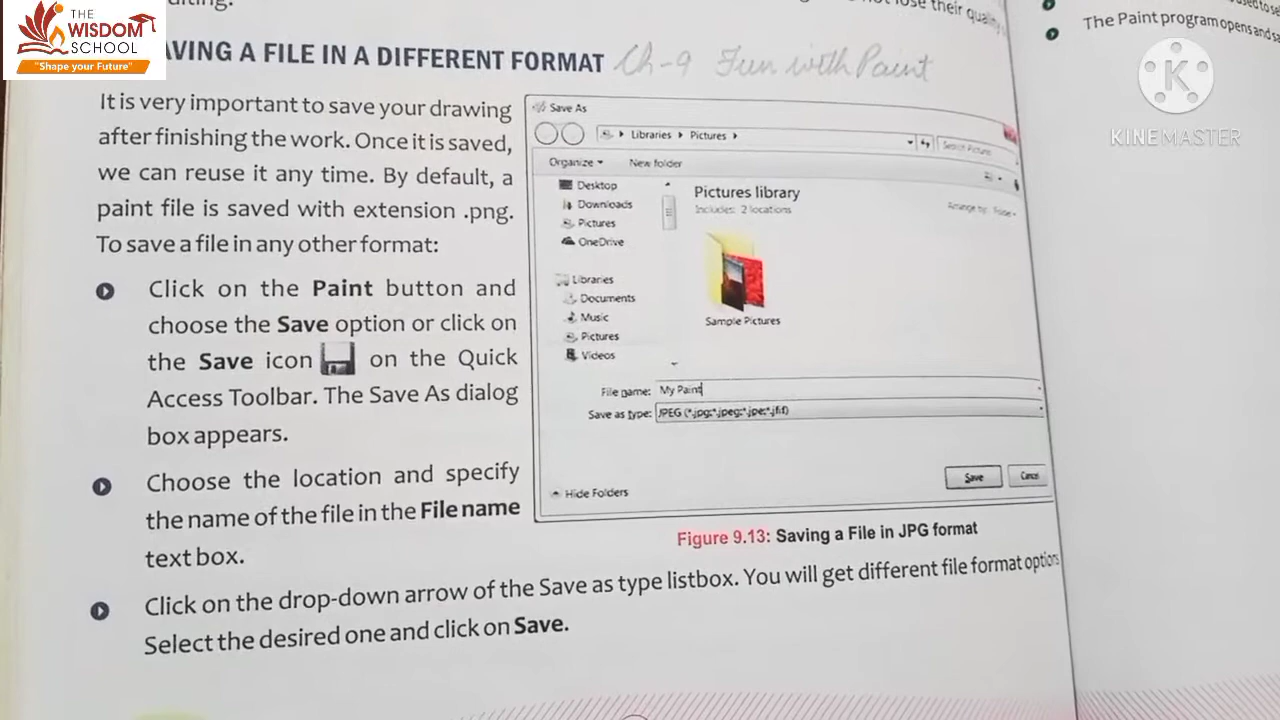 THE
WISDOM
SCHOOL
"Shape your Future"
lose their quality
The Paint program opens and
KINEMASTER
AVING A FILE IN A DIFFERENT FORMAT Ch-9 Fun with Paint
It is very important to save your drawing
after finishing the work. Once it is saved,
we can reuse it any time. By default, a
paint file is saved with extension .png.
To save a file in any other format:
Click on the Paint button and
choose the Save option or click on
the Save icon on the Quick
Access Toolbar. The Save As dialog
box appears.
Choose the location and specify
the name of the file in the File name
text box.
Click on the drop-down arrow of the Save as type listbox. You will get different file format options
Select the desired one and click on Save.
Save As
Libraries Pictures
Search Pictures
Organize New folder
Desktop
Downloads
Pictures
OneDrive
Libraries
Documents
Music
Pictures
Videos
Pictures library
Includes: 2 locations
Arrange by:
Sample Pictures
File name: My Paint
Save as type: JPEG (*.jpg;*.jpeg;*.jpe;*.jfif)
Hide Folders
Save
Cancel
Figure 9.13: Saving a File in JPG format